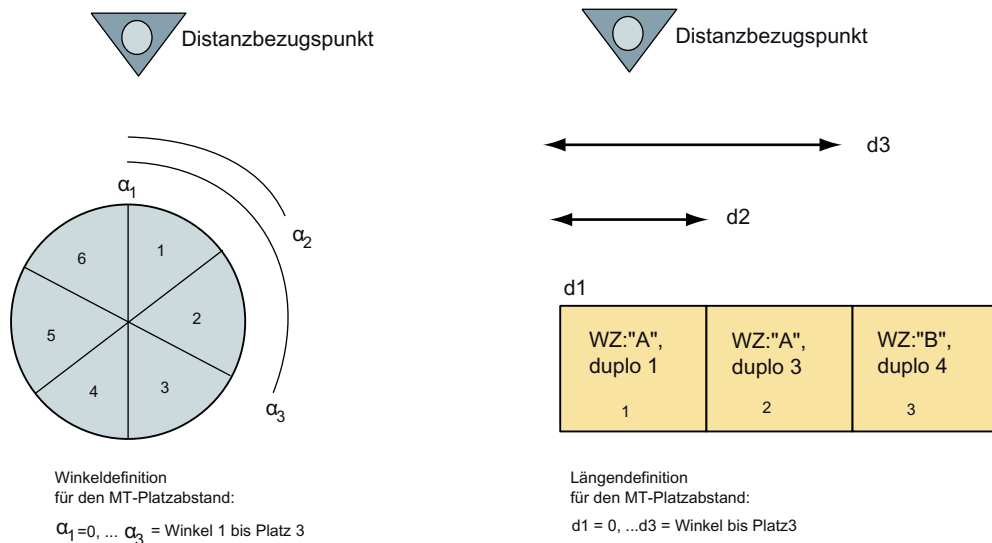 Distanzbezugspunkt
α1
α2
α3
1
2
3
4
5
6
Winkeldefinition
für den MT-Platzabstand:
α1=0, ... α3 = Winkel 1 bis Platz 3
Distanzbezugspunkt
d3
d2
d1
WZ:"A",
duplo 1
1
WZ:"A",
duplo 3
2
WZ:"B",
duplo 4
3
Längendefinition
für den MT-Platzabstand:
d1 = 0, ...d3 = Winkel bis Platz3